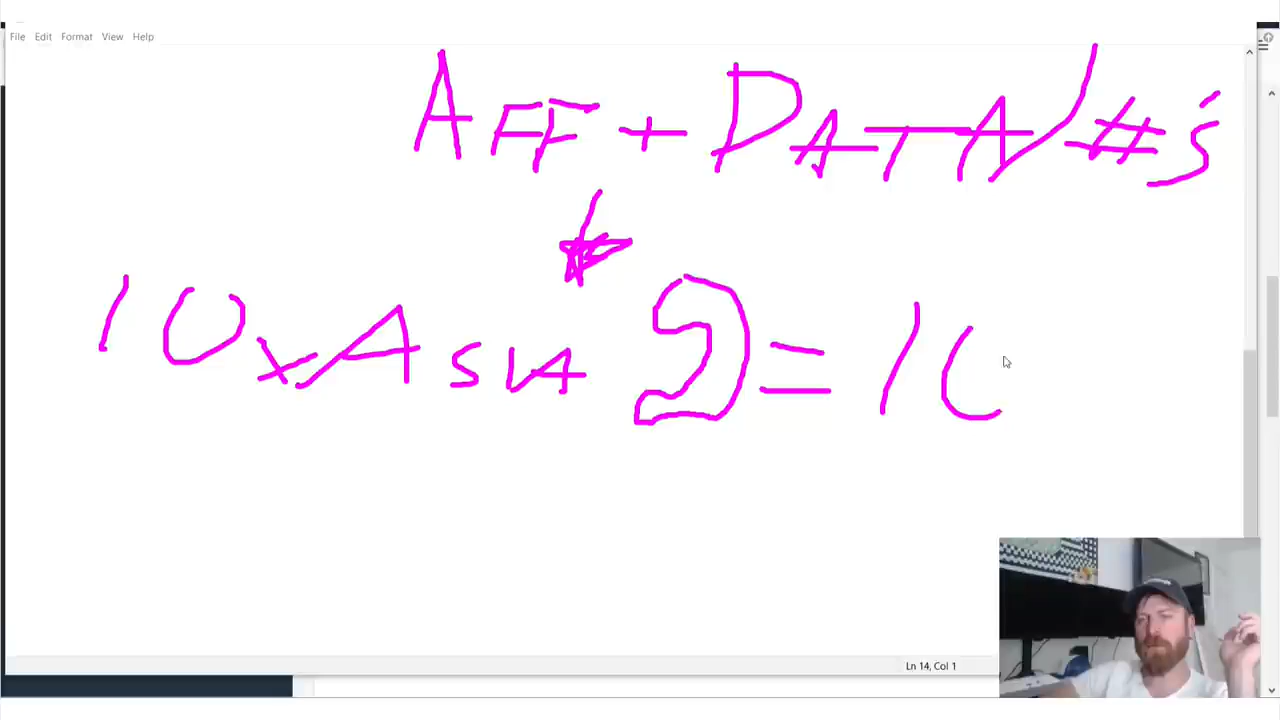 File Edit Format View Help
AFF + DATA/#'s
10x ASIA 2 = 10
Ln 14, Col 1